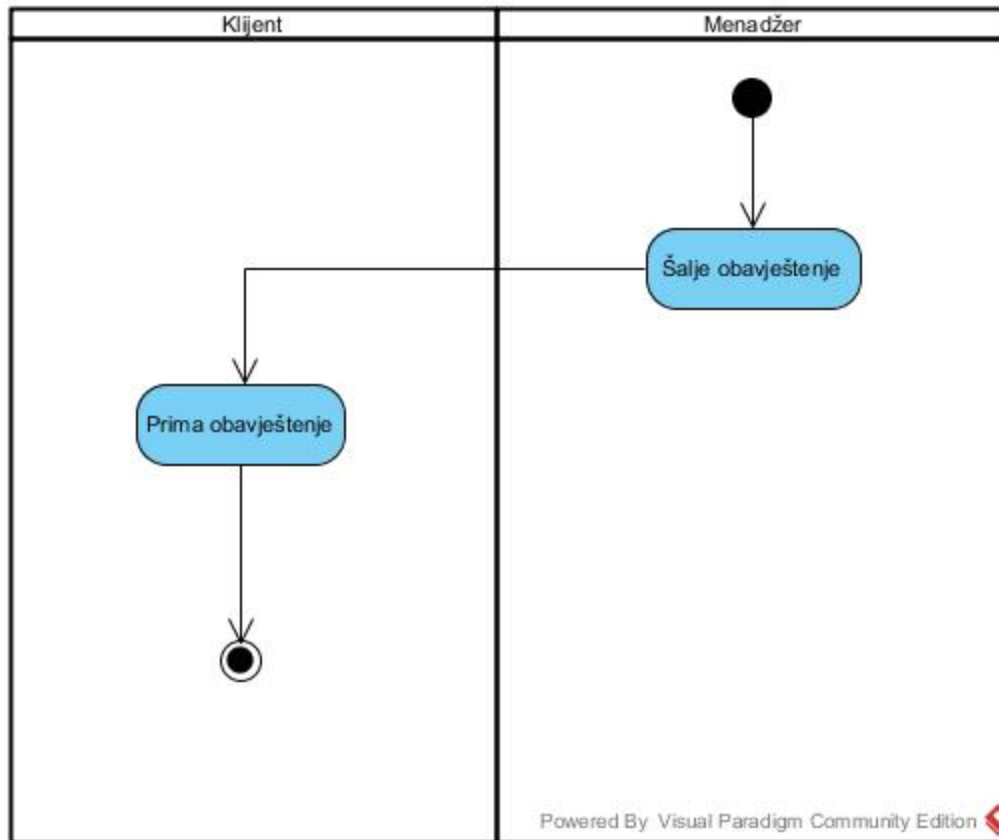 Klijent
Menadžer
Šalje obavještenje
Prima obavještenje
Powered By Visual Paradigm Community Edition